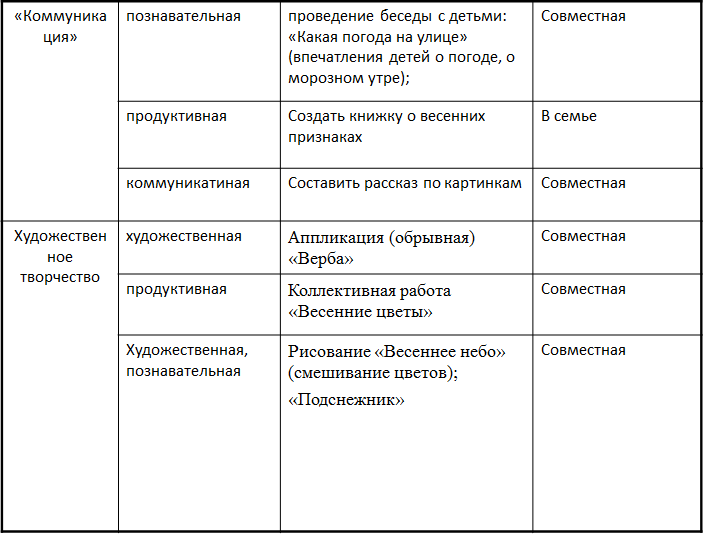 «Коммуника
ция»
познавательная
проведение беседы с детьми:
«Какая погода на улице»
(впечатления детей о погоде, о
морозном утре);
Совместная
продуктивная
Создать книжку о весенних
признаках
В семье
коммуникатиная
Составить рассказ по картинкам
Совместная
Художествен
ное
творчество
художественная
Аппликация (обрывная)
«Верба»
Совместная
продуктивная
Коллективная работа
«Весенние цветы»
Совместная
Художественная,
познавательная
Рисование «Весеннее небо»
(смешивание цветов);
«Подснежник»
Совместная